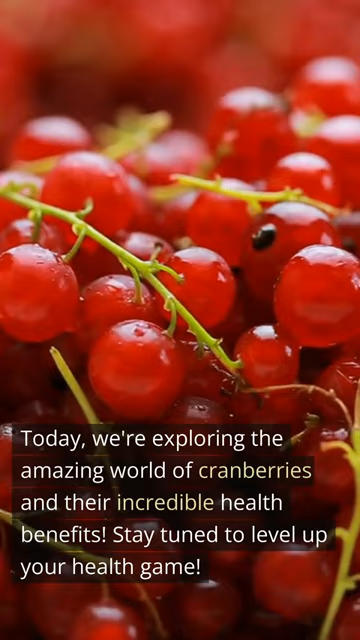 Today, we're exploring the
amazing world of cranberries
and their incredible health
benefits! Stay tuned to level up
your health game!